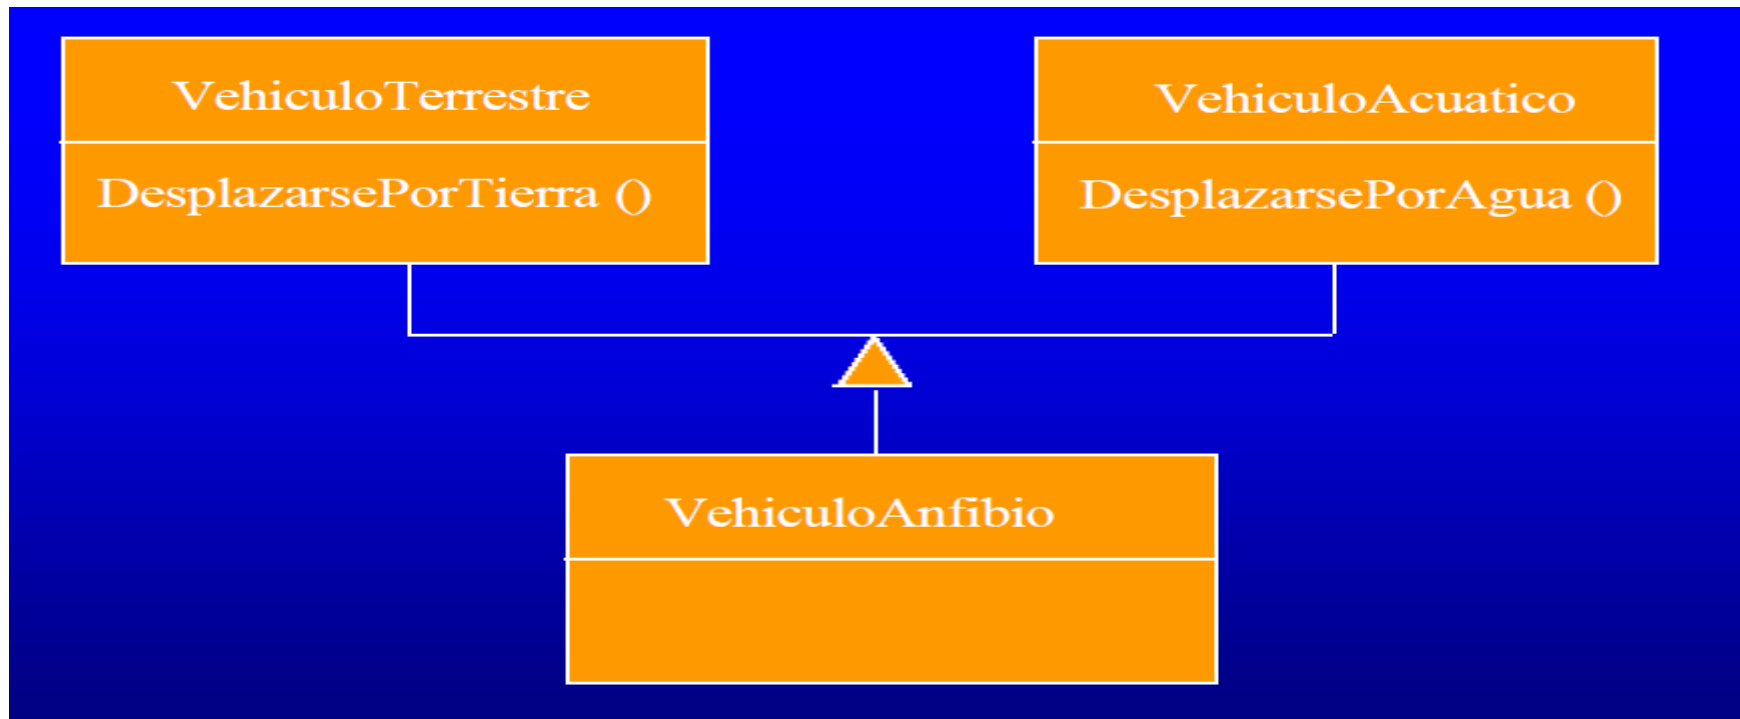 VehiculoTerrestre
DesplazarsePorTierra ()
VehiculoAcuatico
DesplazarsePorAgua ()
VehiculoAnfibio